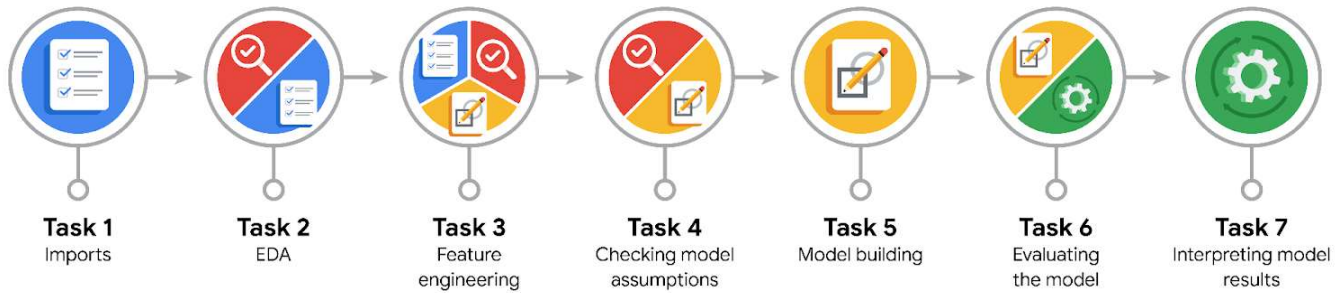 Task 1
Imports
Task 2
EDA
Task 3
Feature
engineering
Task 4
Checking model
assumptions
Task 5
Model building
Task 6
Evaluating
the model
Task 7
Interpreting model
results